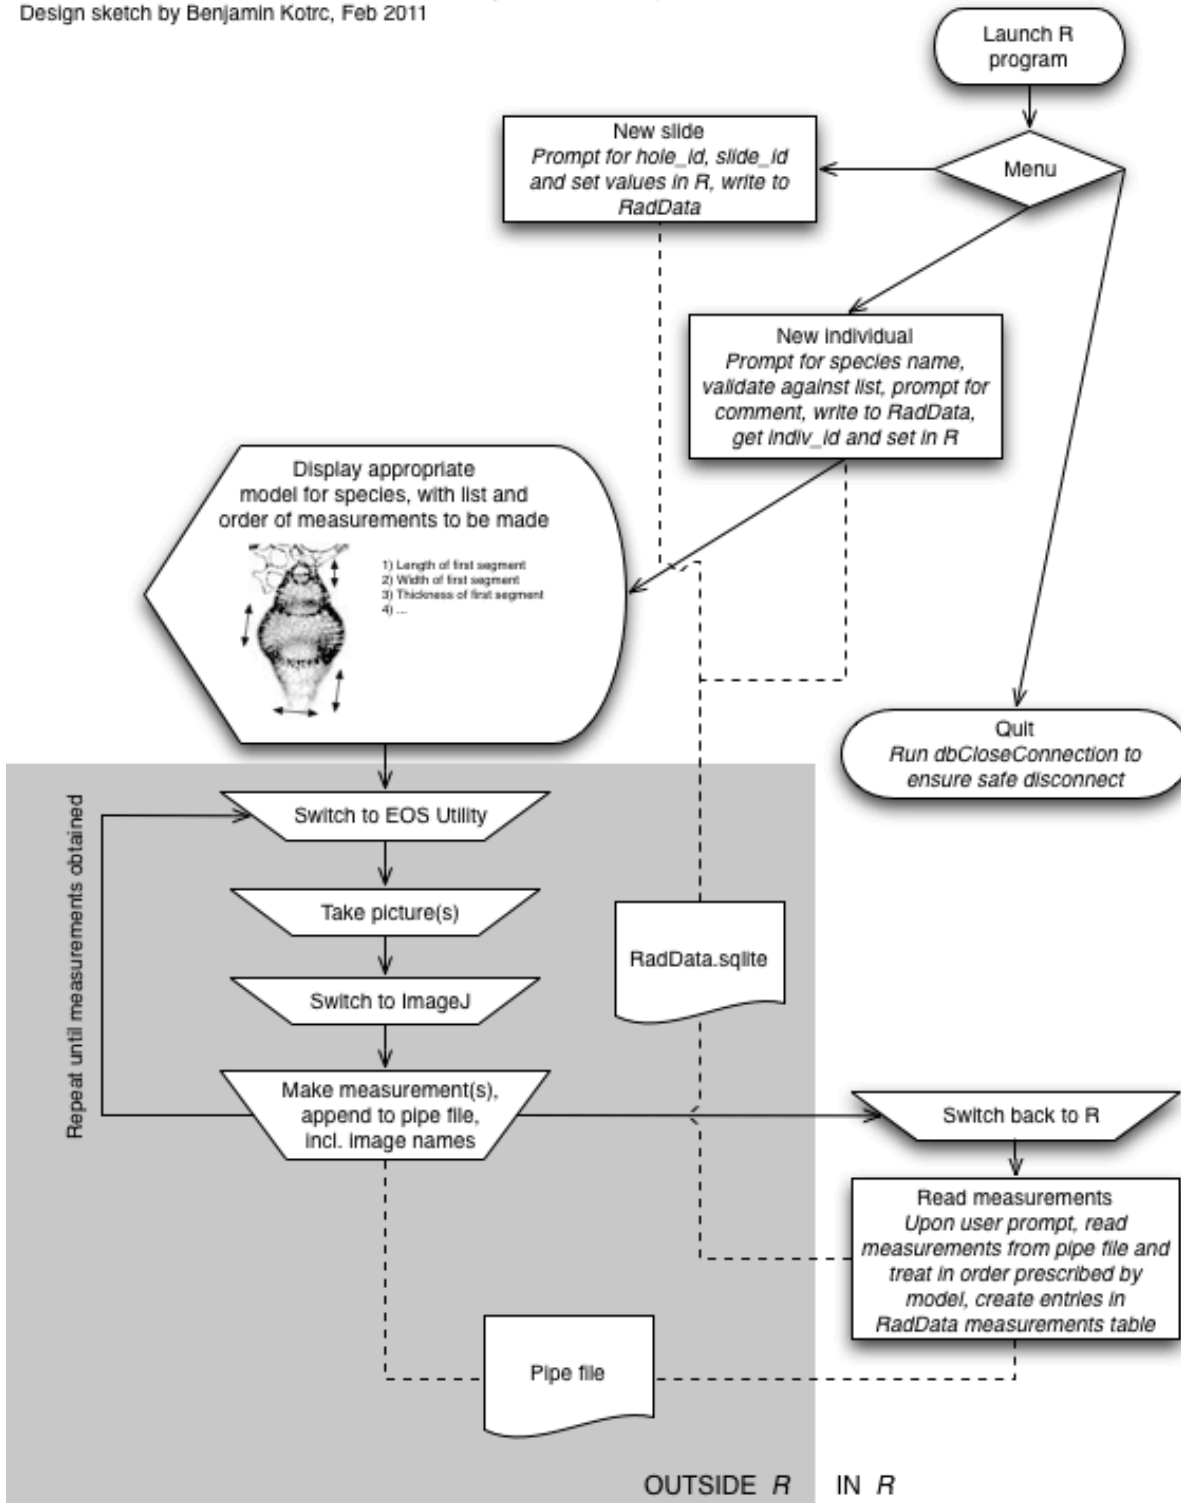 Design sketch by Benjamin Kotrc, Feb 2011
Launch R
program
Menu
New slide
Prompt for hole_id, slide_id
and set values in R, write to
RadData
New individual
Prompt for species name,
validate against list, prompt for
comment, write to RadData,
get indiv_id and set in R
Display appropriate
model for species, with list and
order of measurements to be made
1) Length of first segment
2) Width of first segment
3) Thickness of first segment
4) ...
Quit
Run dbCloseConnection to
ensure safe disconnect
Repeat until measurements obtained
Switch to EOS Utility
Take picture(s)
Switch to ImageJ
Make measurement(s),
append to pipe file,
incl. image names
RadData.sqlite
Switch back to R
Read measurements
Upon user prompt, read
measurements from pipe file and
treat in order prescribed by
model, create entries in
RadData measurements table
Pipe file
OUTSIDE R
IN R